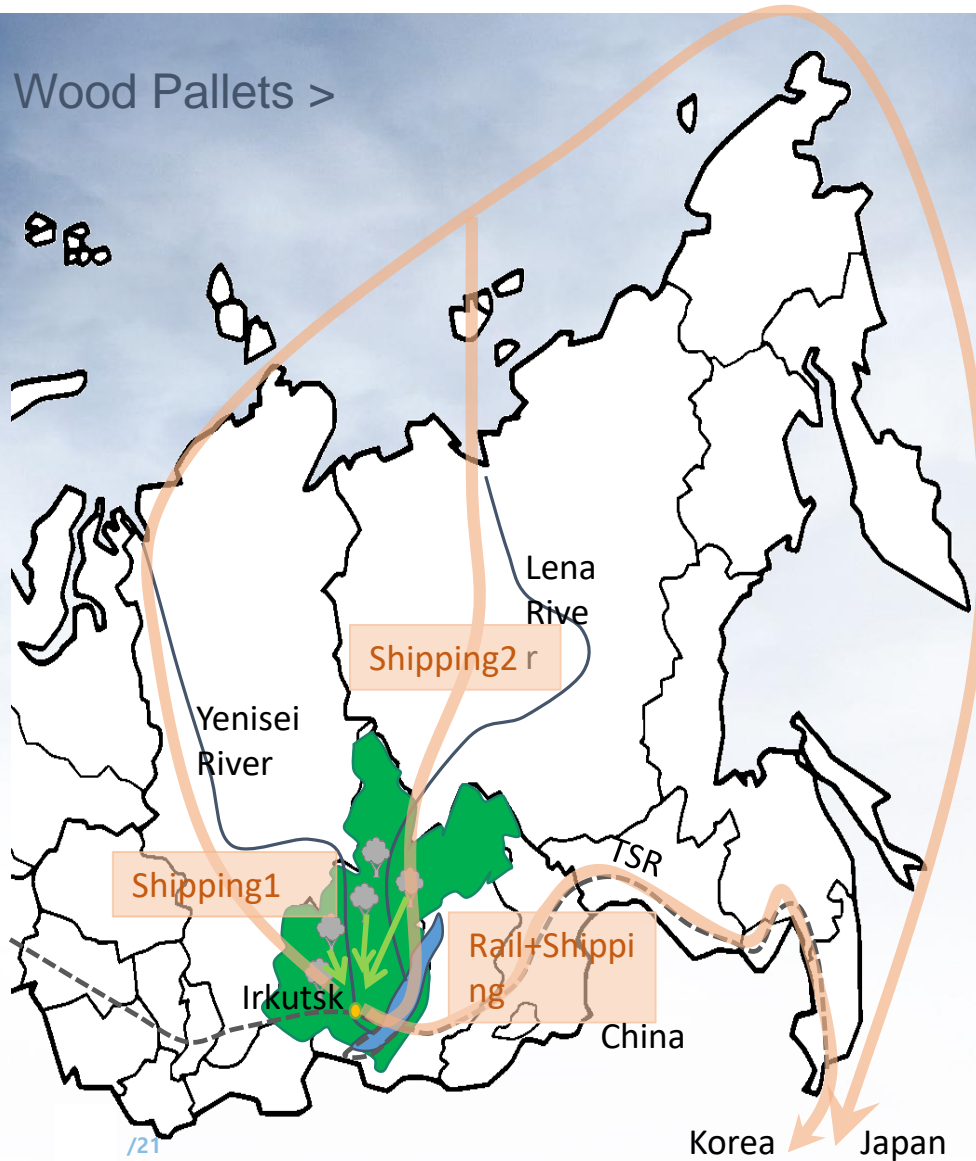 Wood Pallets >
Lena
Rive
r
Shipping2
Yenisei
River
TSR
Shipping1
Rail+Shippi
ng
Irkutsk
China
/21
Korea
Japan